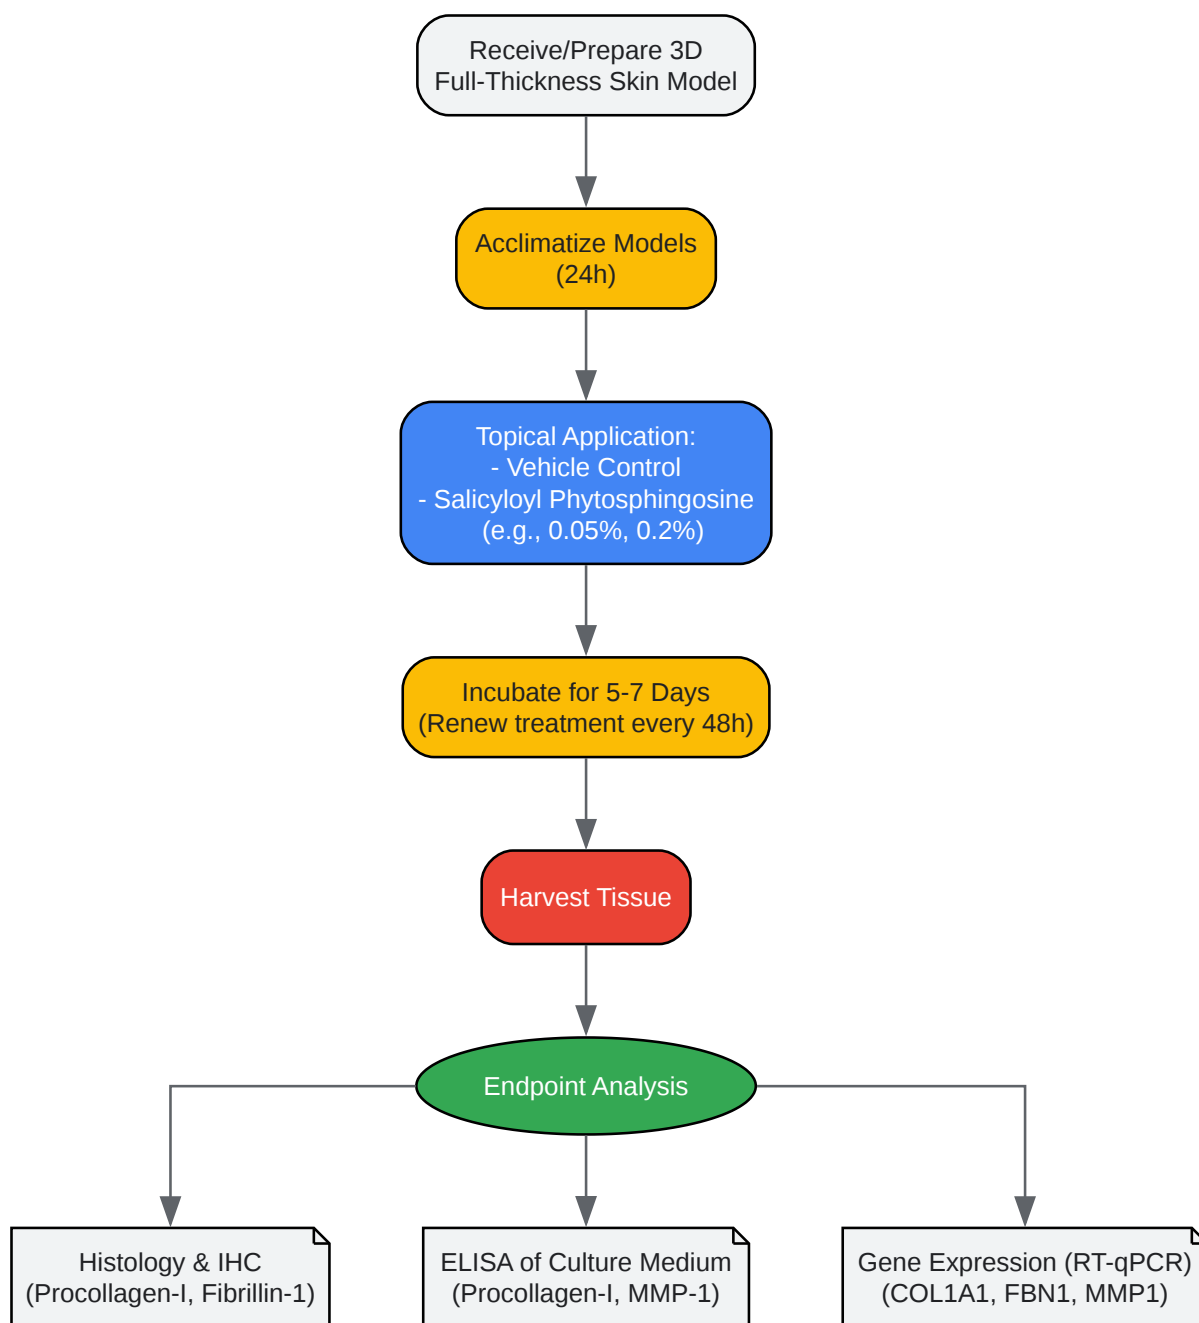 Receive/Prepare 3D
Full-Thickness Skin Model
Acclimatize Models
(24h)
Topical Application:
- Vehicle Control
- Salicyloyl Phytosphingosine
(e.g., 0.05%, 0.2%)
Incubate for 5-7 Days
(Renew treatment every 48h)
Harvest Tissue
Endpoint Analysis
Histology & IHC
(Procollagen-I, Fibrillin-1)
ELISA of Culture Medium
(Procollagen-I, MMP-1)
Gene Expression (RT-qPCR)
(COL1A1, FBN1, MMP1)